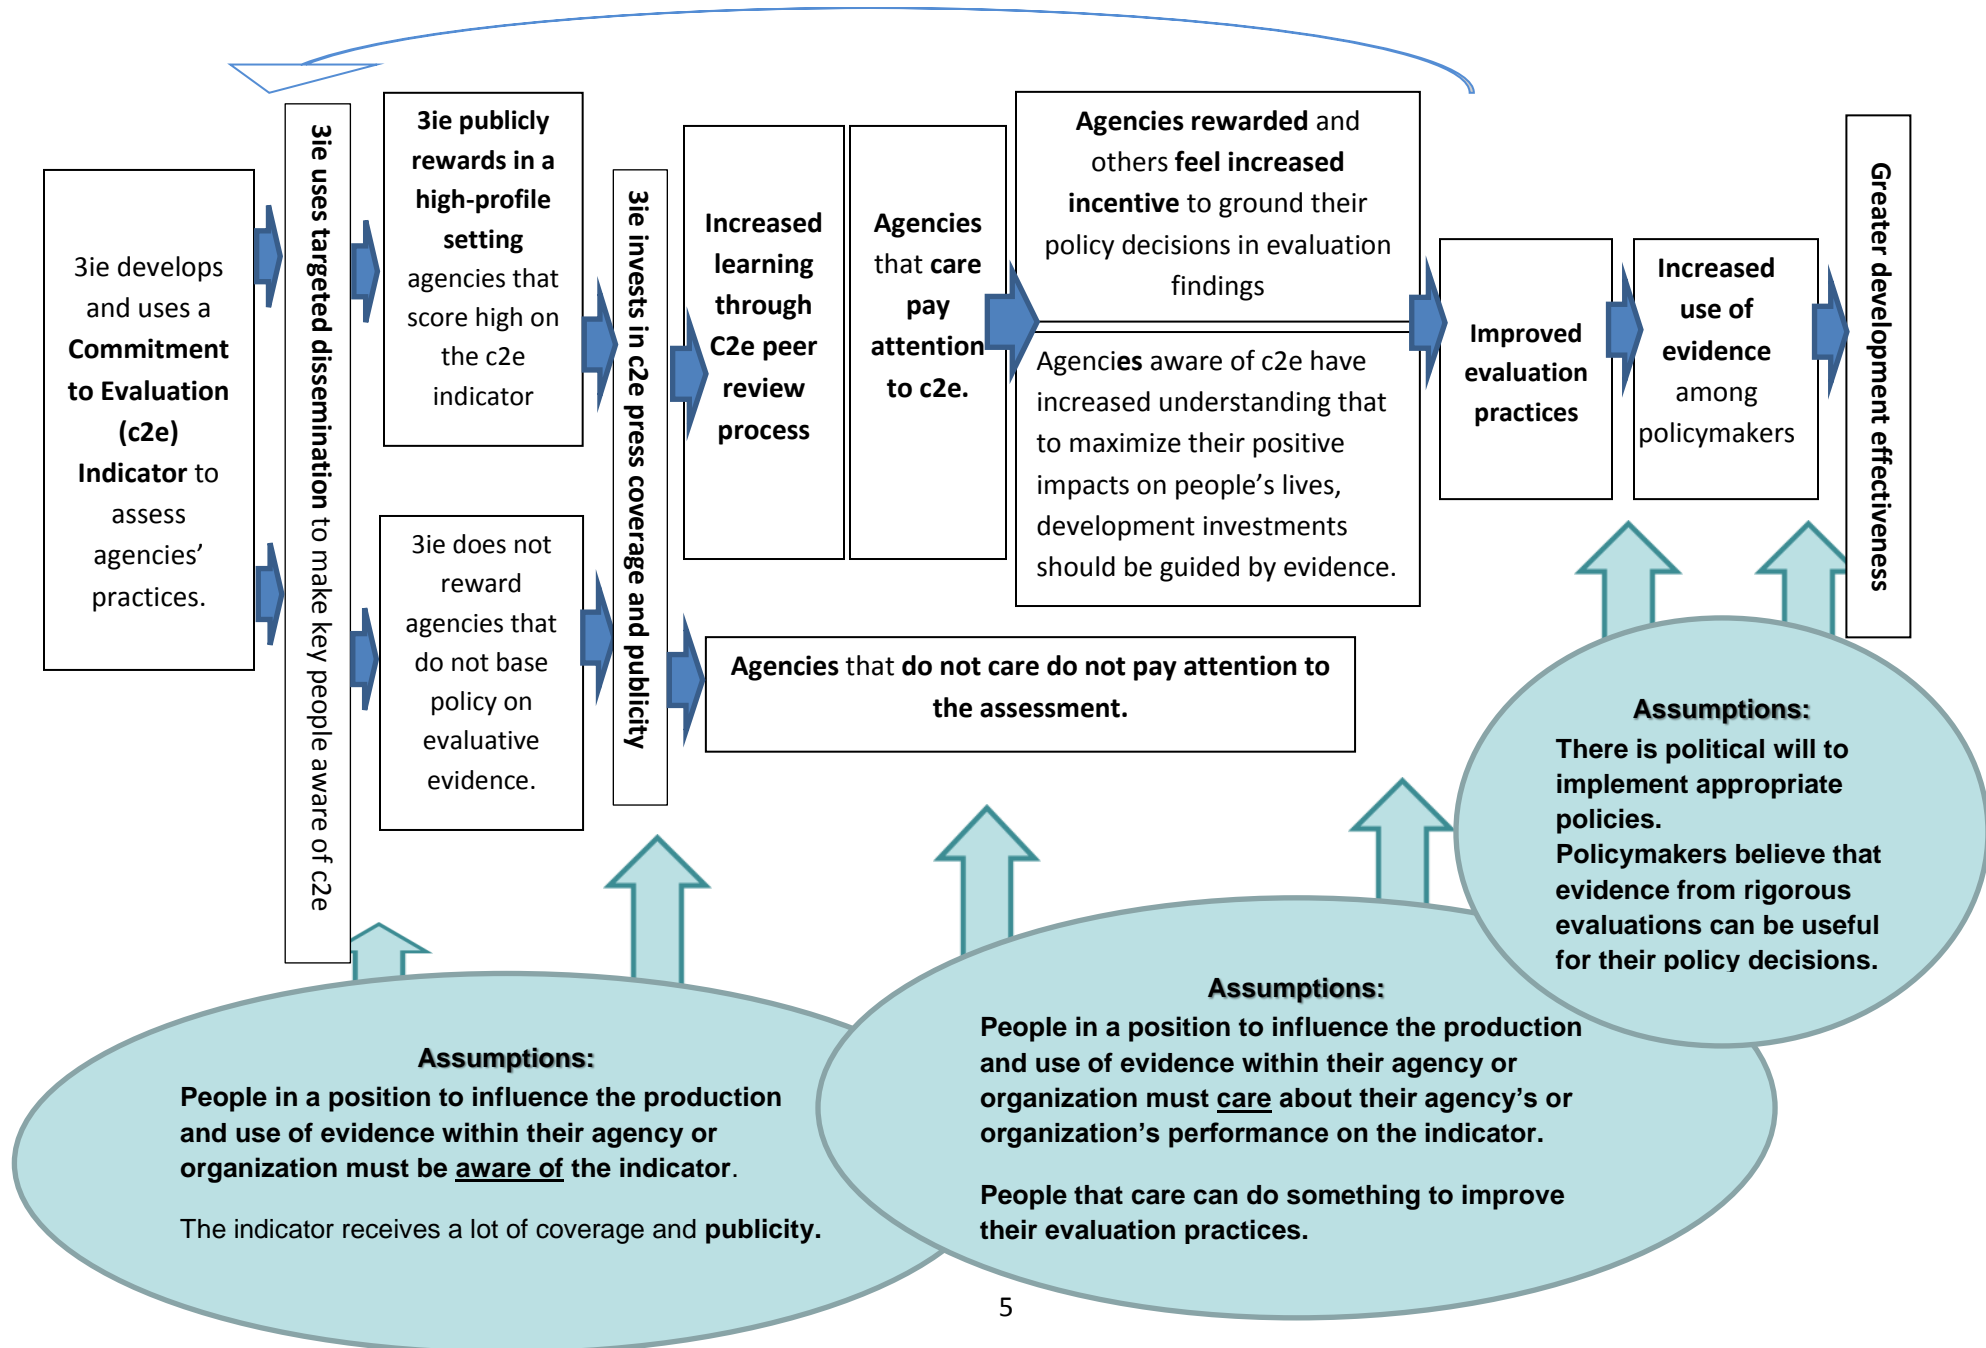 3ie develops
and uses a
Commitment
to Evaluation
(c2e)
Indicator to
assess
agencies’
practices.
3ie uses targeted dissemination to make key people aware of c2e
3ie publicly
rewards in a
high-profile
setting
agencies that
score high on
the c2e
indicator
3ie does not
reward
agencies that
do not base
policy on
evaluative
evidence.
3ie invests in c2e press coverage and publicity
Increased
learning
through
C2e peer
review
process
Agencies
that care
pay
attention
to c2e.
Agencies rewarded and
others feel increased
incentive to ground their
policy decisions in evaluation
findings
Agencies aware of c2e have
increased understanding that
to maximize their positive
impacts on people’s lives,
development investments
should be guided by evidence.
Agencies that do not care do not pay attention to
the assessment.
Improved
evaluation
practices
Increased
use of
evidence
among
policymakers
Greater development effectiveness
Assumptions:
People in a position to influence the production
and use of evidence within their agency or
organization must be aware of the indicator.
The indicator receives a lot of coverage and publicity.
Assumptions:
People in a position to influence the production
and use of evidence within their agency or
organization must care about their agency’s or
organization’s performance on the indicator.
People that care can do something to improve
their evaluation practices.
Assumptions:
There is political will to
implement appropriate
policies.
Policymakers believe that
evidence from rigorous
evaluations can be useful
for their policy decisions.
5